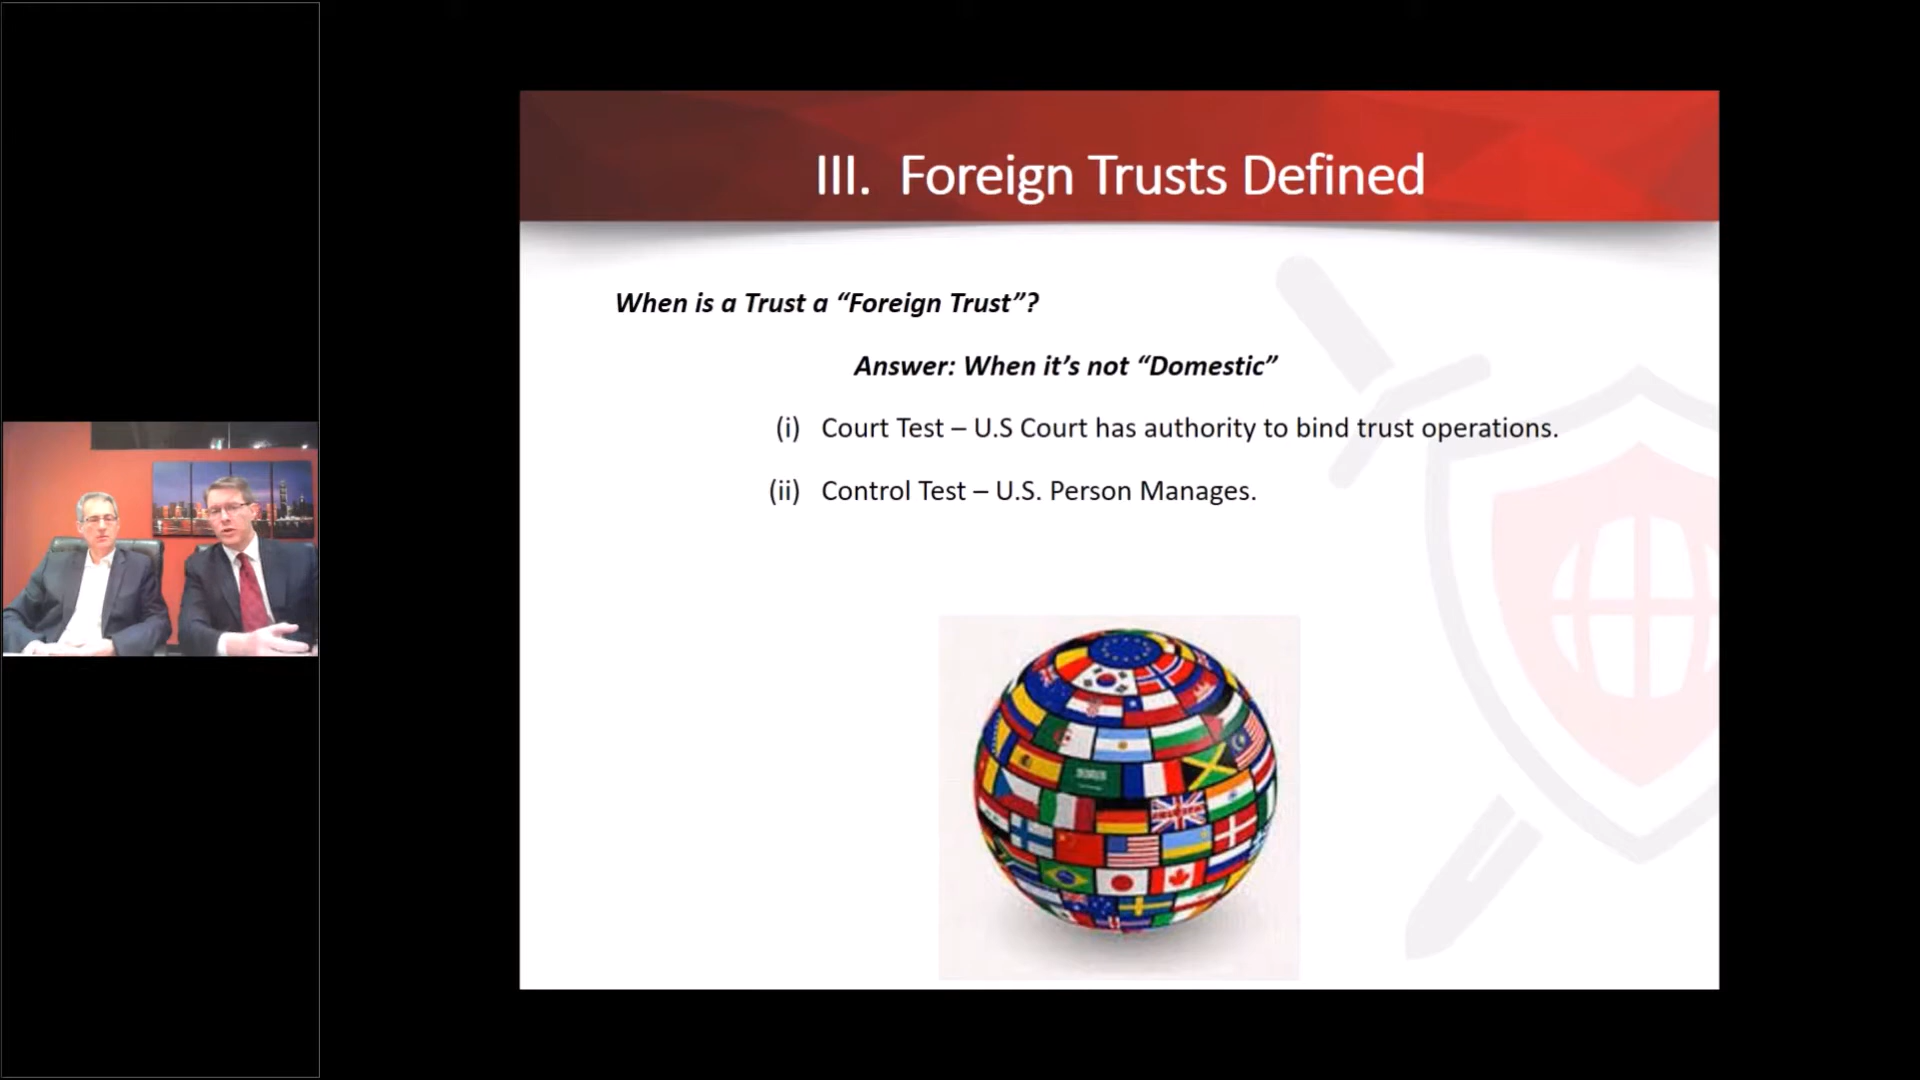 III. Foreign Trusts Defined
When is a Trust a “Foreign Trust”?
Answer: When it’s not “Domestic”
(i) Court Test – U.S Court has authority to bind trust operations.
(ii) Control Test – U.S. Person Manages.